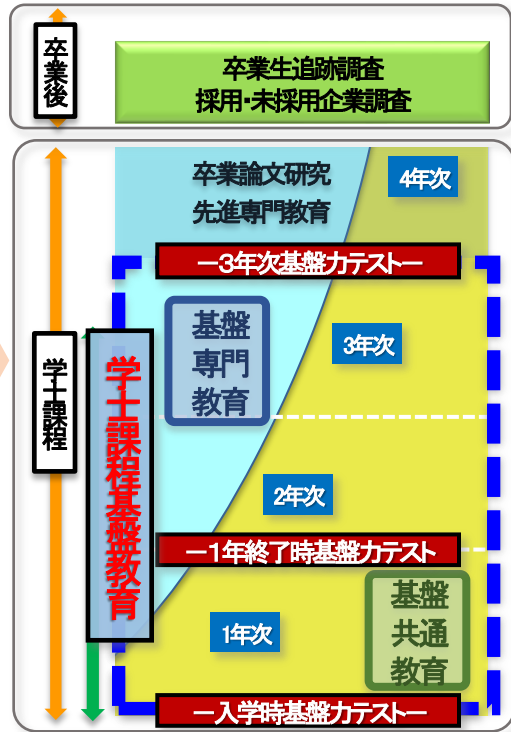 卒業後
卒業生追跡調査
採用・未採用企業調査
学士課程
卒業論文研究
先進専門教育
4年次
－3年次基盤力テスト－
基盤
専門
教育
3年次
学士課程基盤教育
2年次
－1年終了時基盤力テスト
1年次
基盤
共通
教育
－入学時基盤力テスト－